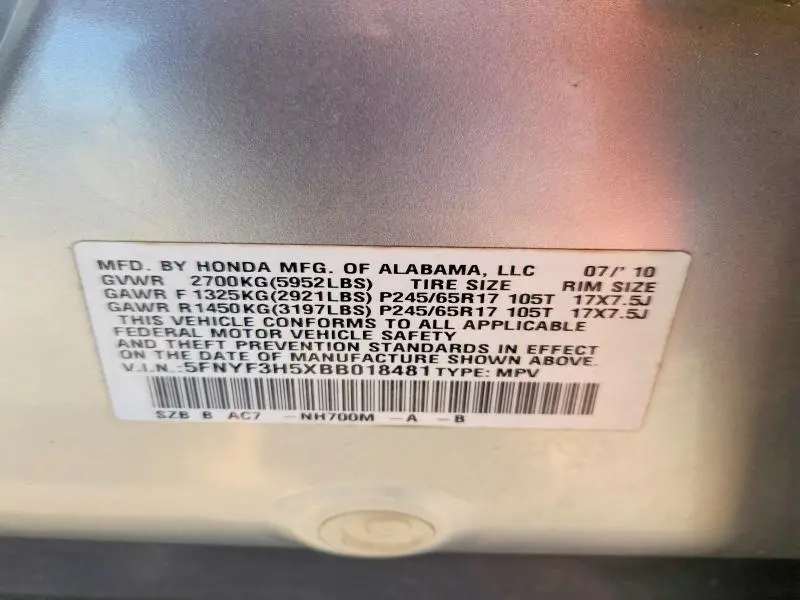 MFD. BY HONDA MFG. OF ALABAMA, LLC 07/'10
GVWR 2700KG(5952LBS) TIRE SIZE RIM SIZE
GAWR F 1325KG(2921LBS) P245/65R17 105T 17X7.5J
GAWR R1450KG(3197LBS) P245/65R17 105T 17X7.5J
THIS VEHICLE CONFORMS TO ALL APPLICABLE
FEDERAL MOTOR VEHICLE SAFETY
AND THEFT PREVENTION STANDARDS IN EFFECT
ON THE DATE OF MANUFACTURE SHOWN ABOVE.
V.I.N.:5FNYF3H5XBB018481 TYPE: MPV
SZB B AC7 -NH700M -A -B